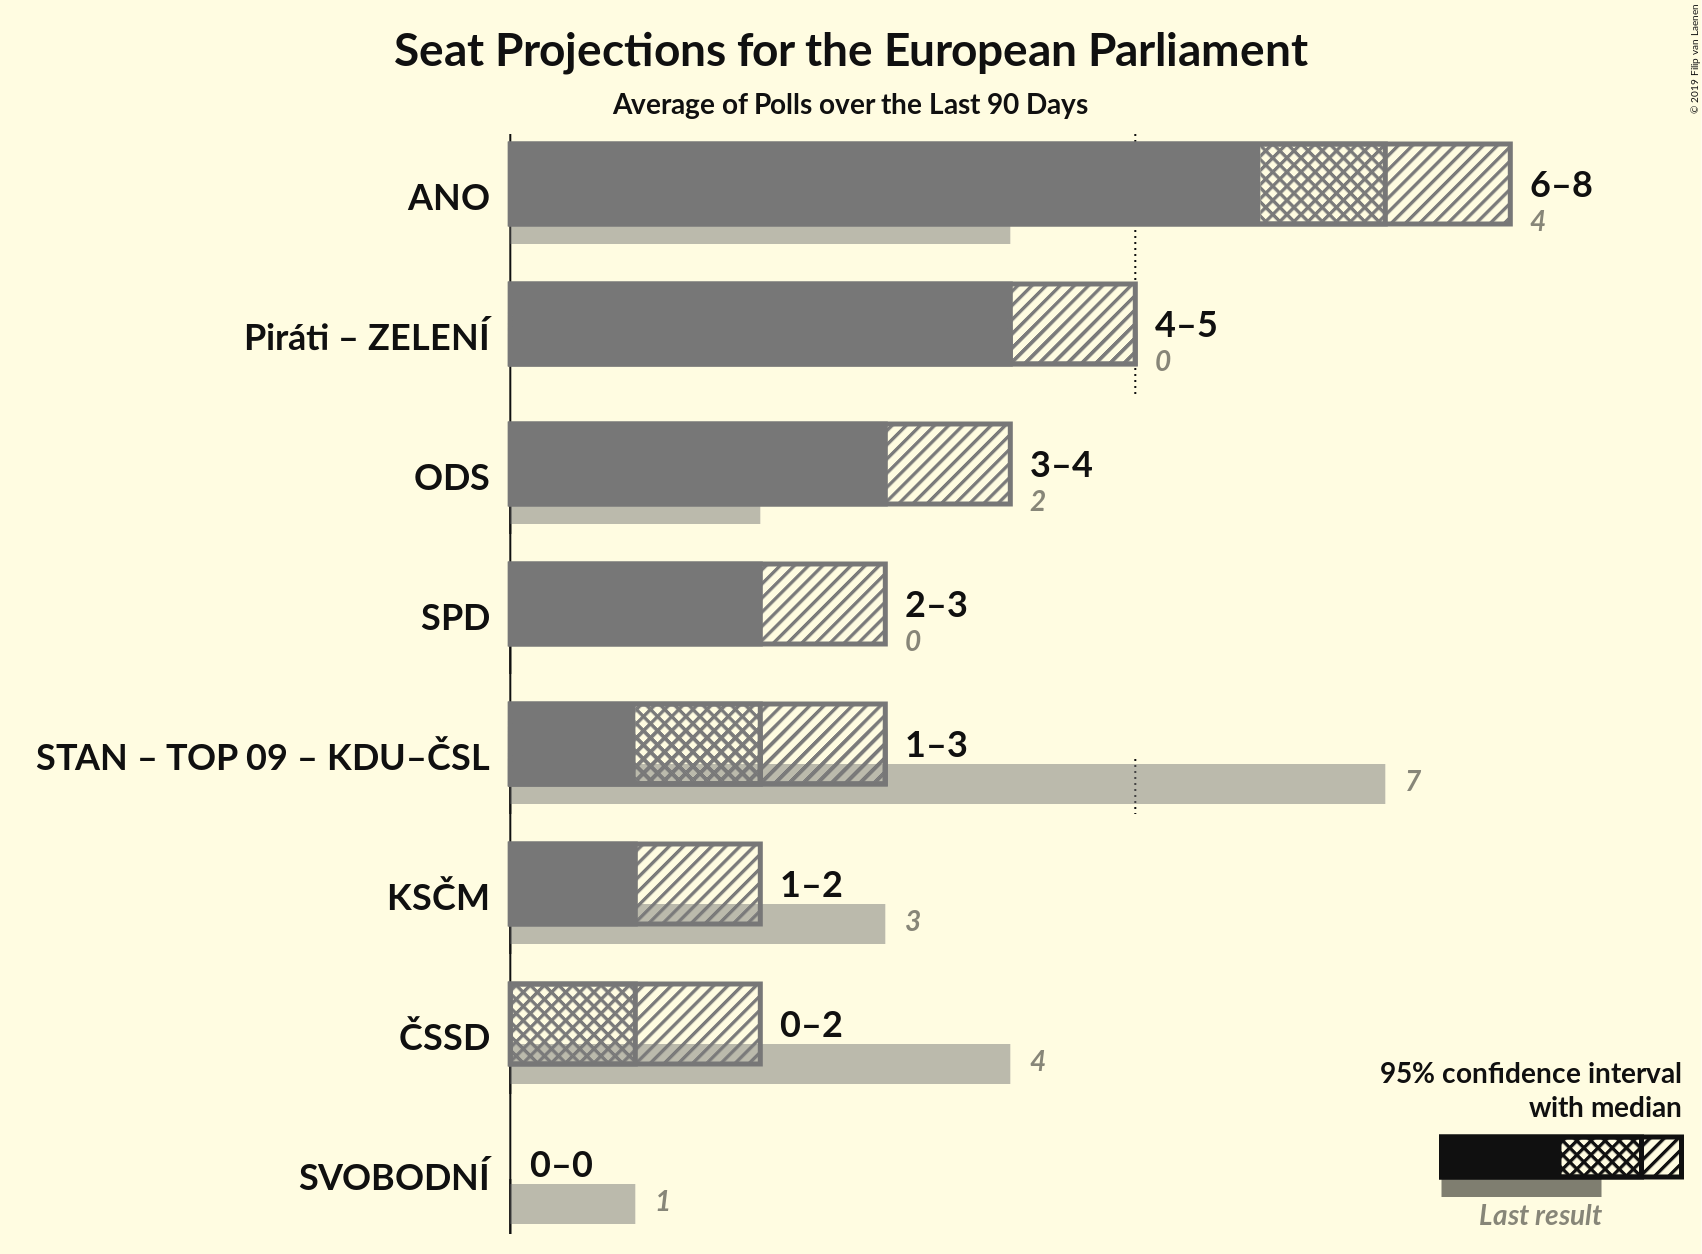 Seat Projections for the European Parliament
Average of Polls over the Last 90 Days
© 2019 Filip van Laenen
ANO
6–8
4
Piráti – ZELENÍ
4–5
0
ODS
3–4
2
SPD
2–3
0
STAN – TOP 09 – KDU–ČSL
1–3
7
KSČM
1–2
3
ČSSD
0–2
4
SVOBODNÍ
0–0
1
95% confidence interval
with median
Last result